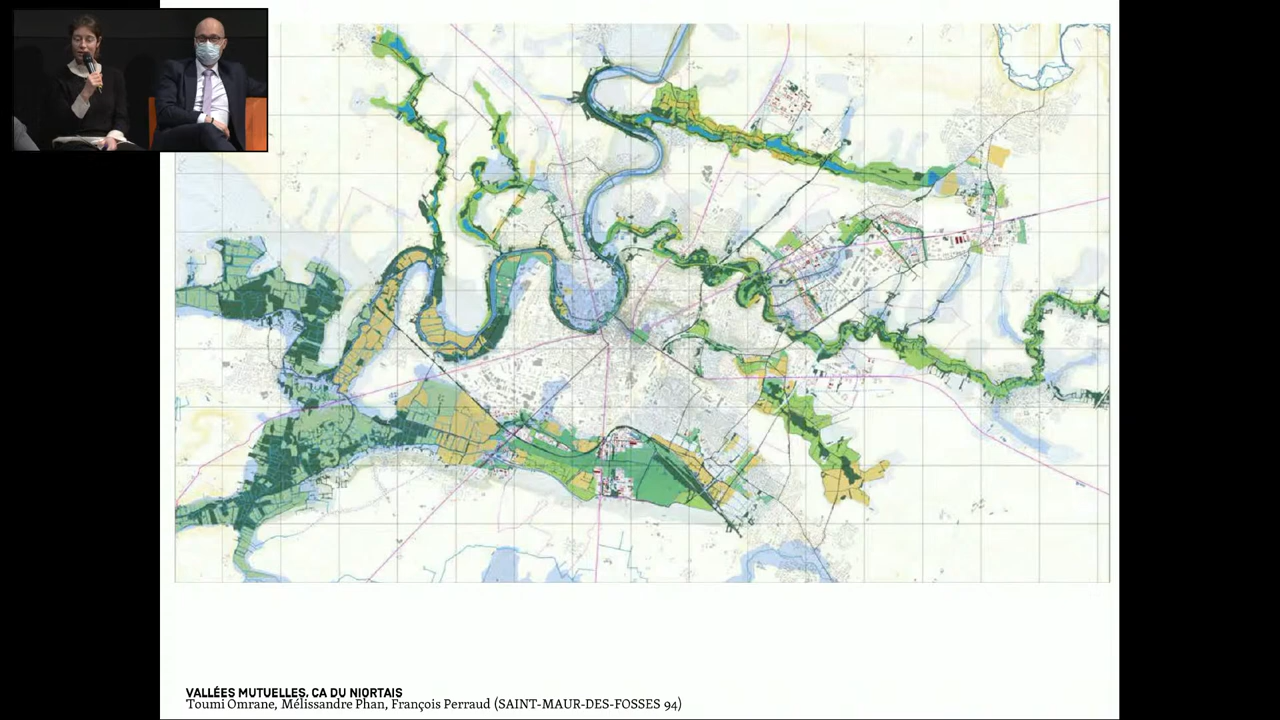 VALLÉES MUTUELLES, CA DU NIORTAIS
Toumi Omrane, Mélissandre Phan, François Perraud (SAINT-MAUR-DES-FOSSES 94)